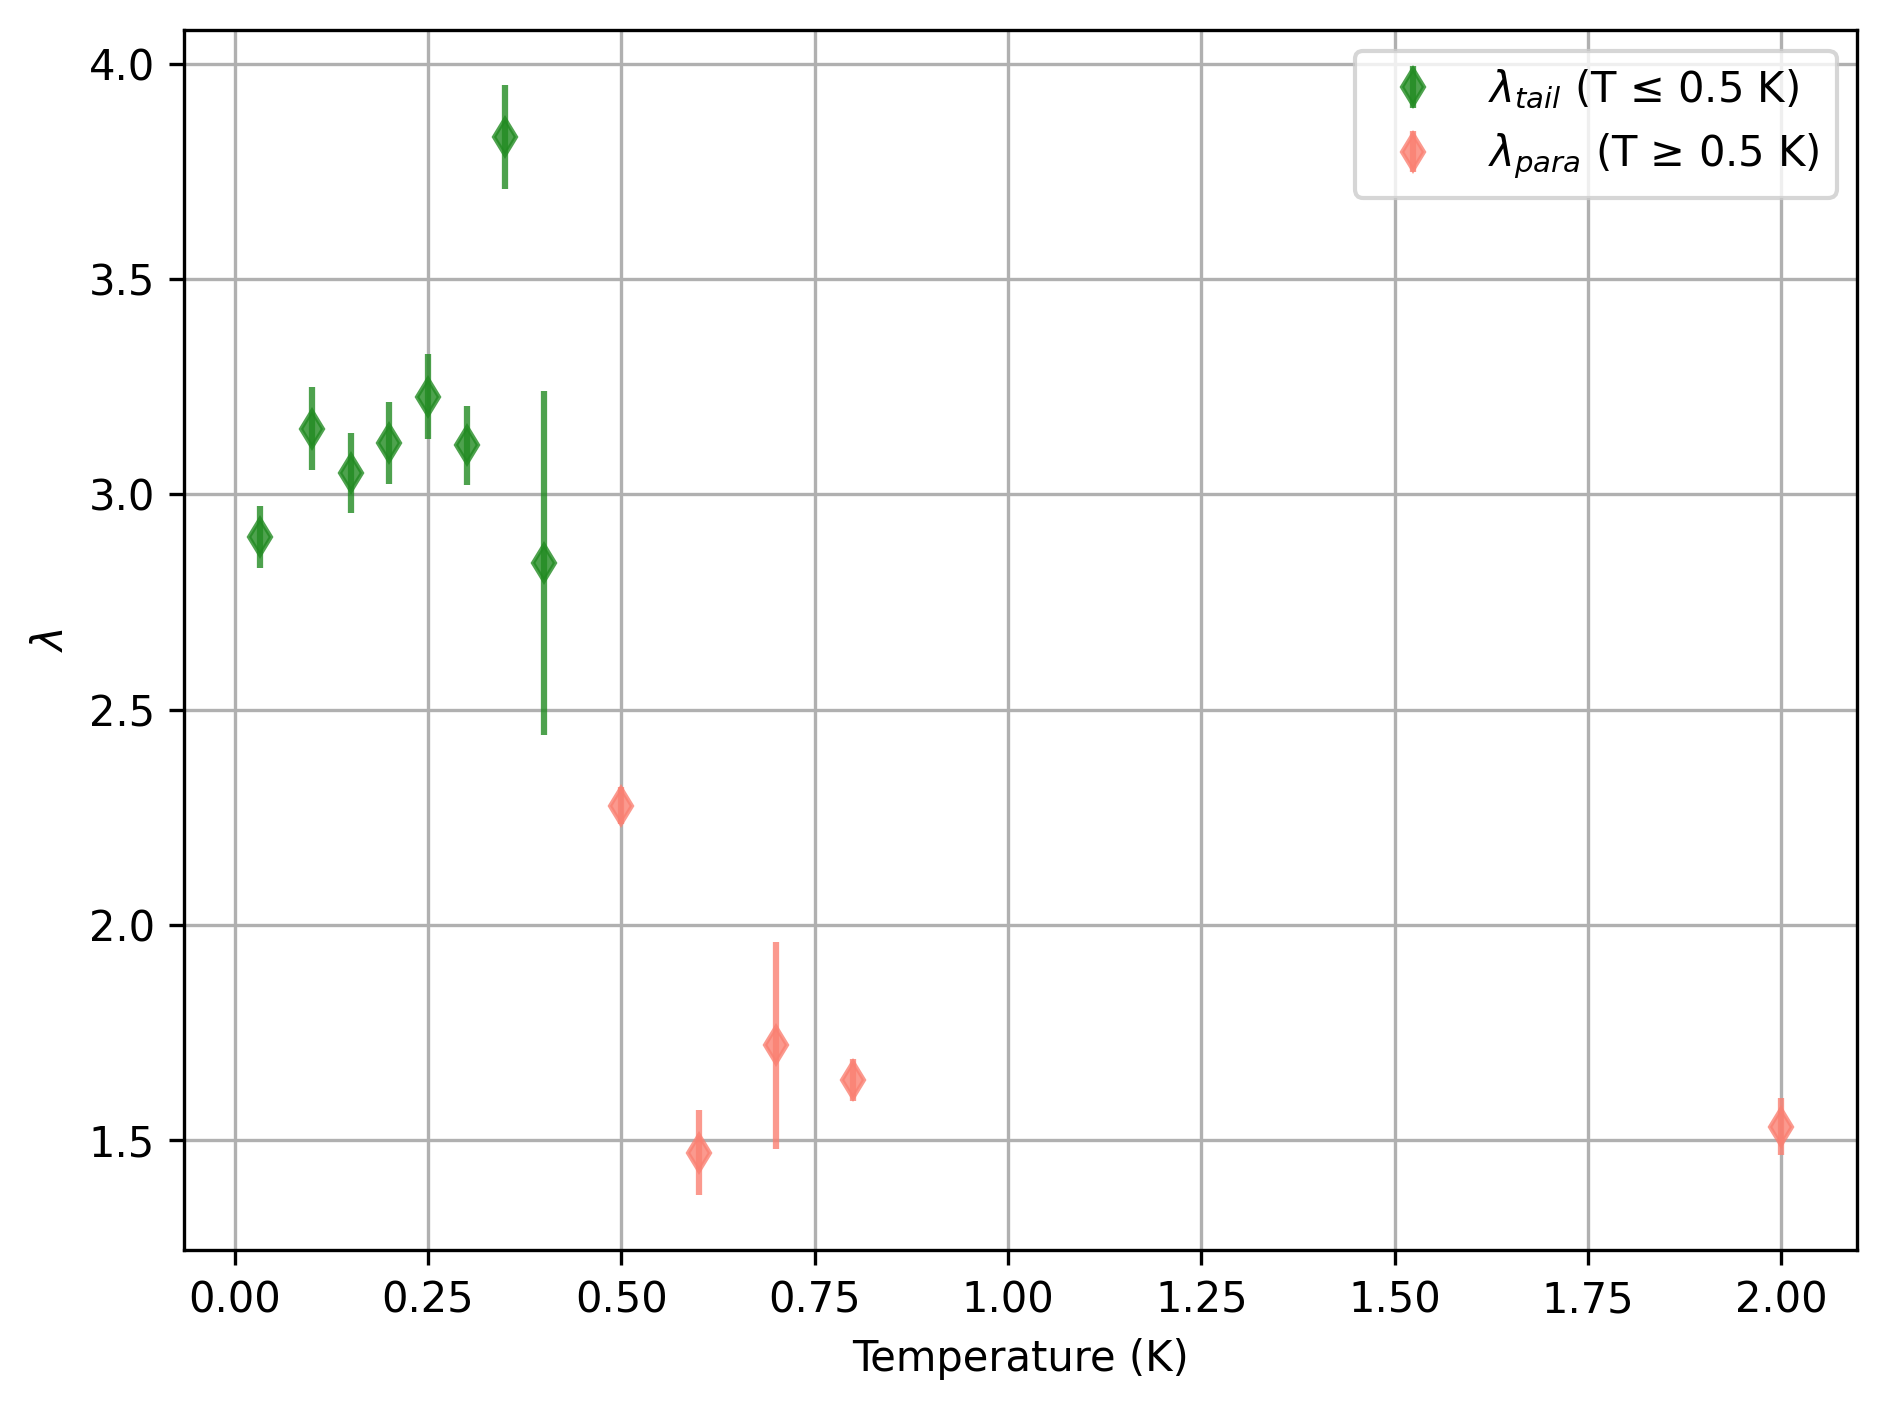 λtail (T ≤ 0.5 K)
λpara (T ≥ 0.5 K)
4.0
3.5
3.0
2.5
2.0
1.5
λ
0.00 0.25 0.50 0.75 1.00 1.25 1.50 1.75 2.00
Temperature (K)